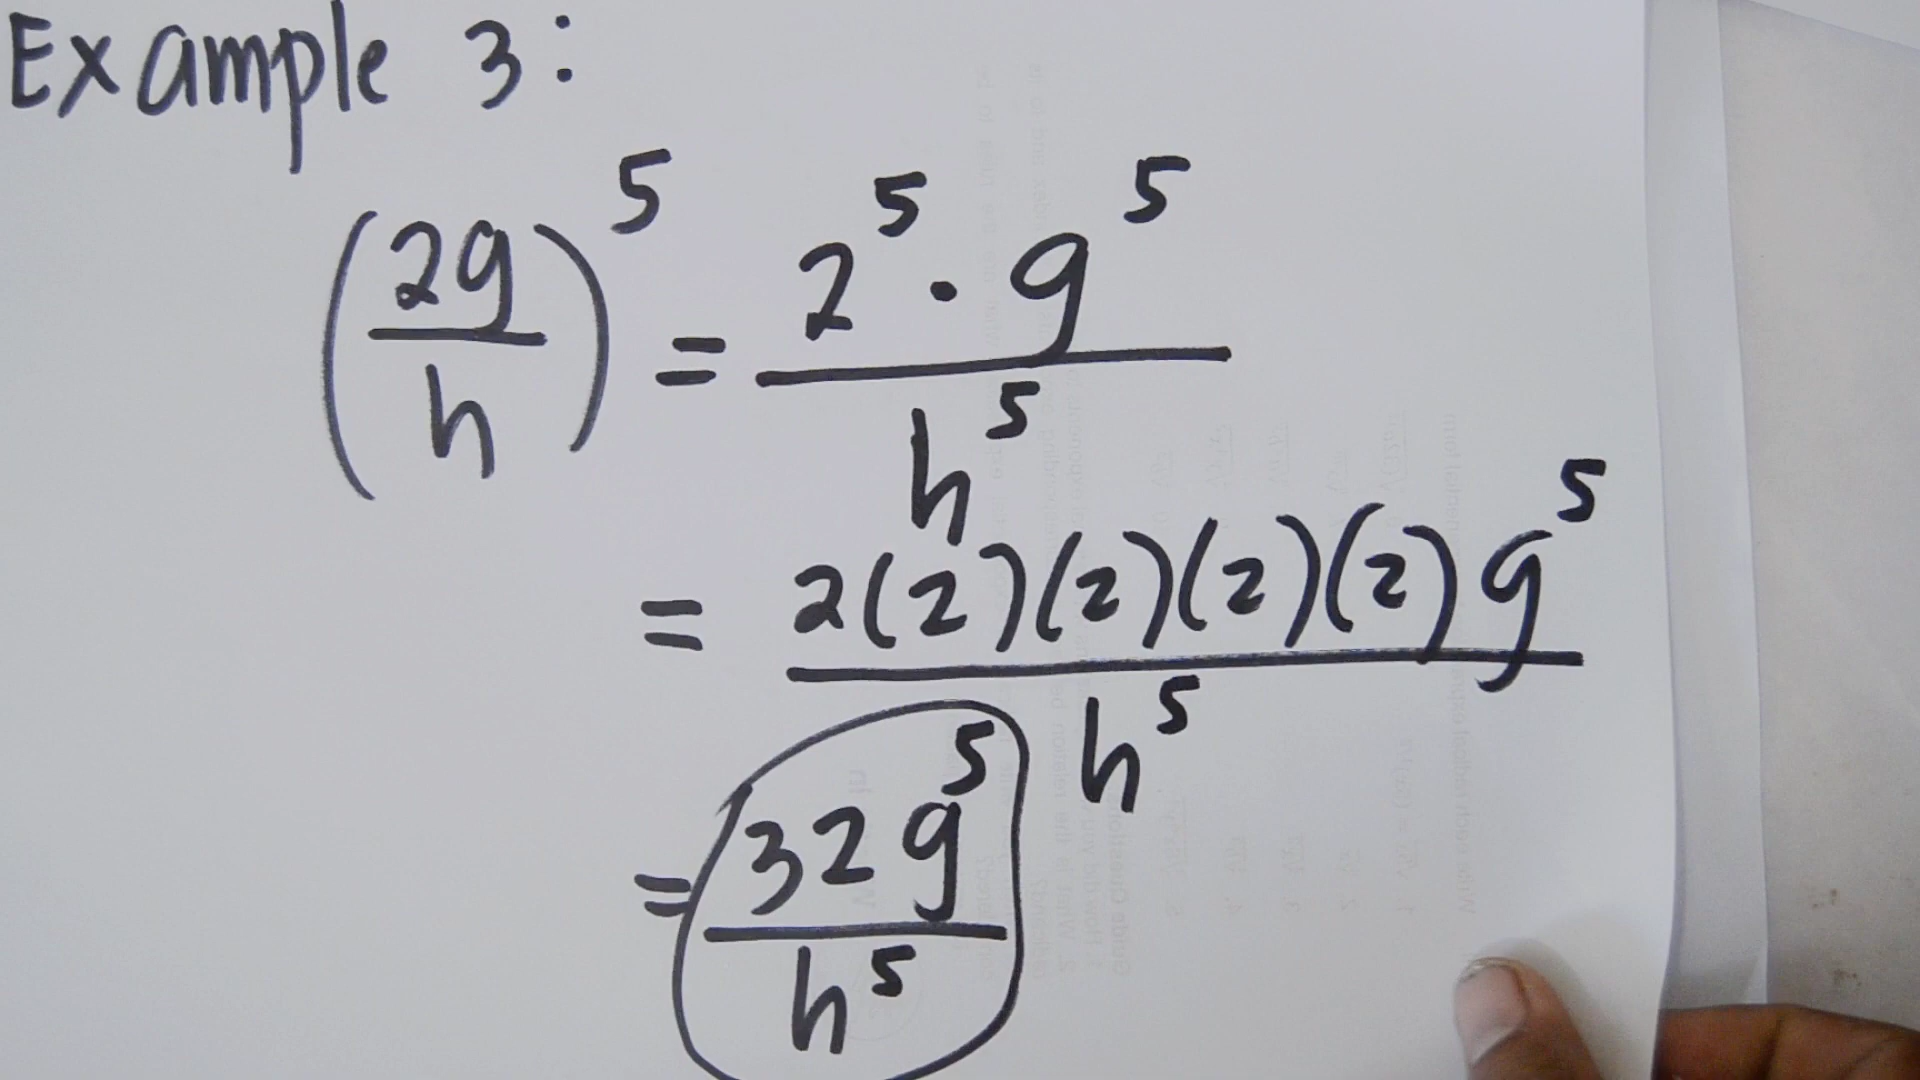 Example 3:
(2g/h)^5 = 2^5 · g^5 / h^5
= 2(2)(2)(2)(2)g^5 / h^5
= 32g^5 / h^5